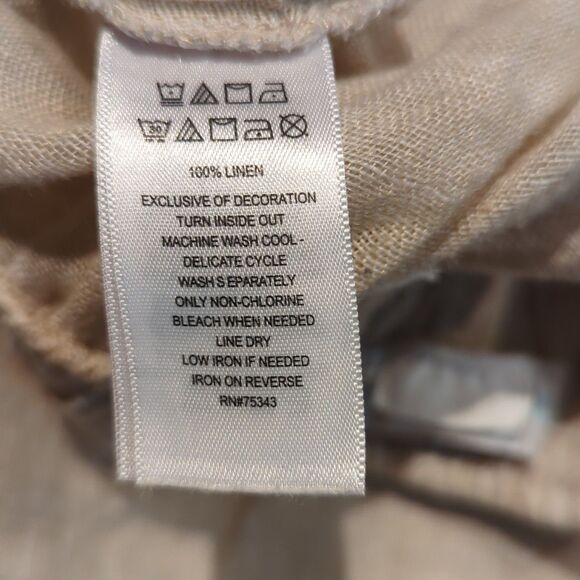 30
100% LINEN
EXCLUSIVE OF DECORATION
TURN INSIDE OUT
MACHINE WASH COOL -
DELICATE CYCLE
WASH S EPARATELY
ONLY NON-CHLORINE
BLEACH WHEN NEEDED
LINE DRY
LOW IRON IF NEEDED
IRON ON REVERSE
RN#75343